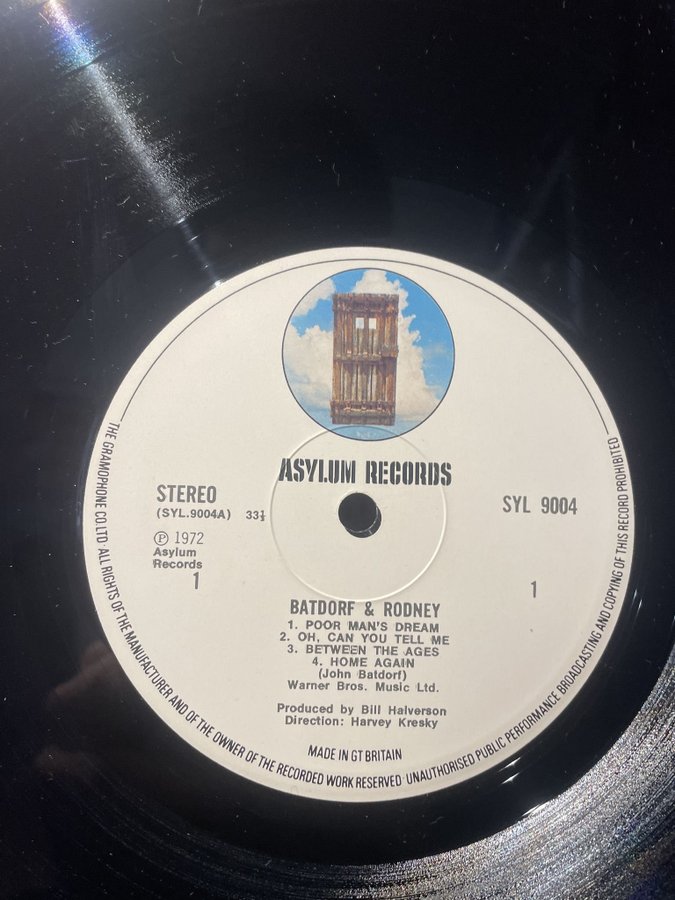 ASYLUM RECORDS
STEREO
(SYL.9004A) 33⅓
SYL 9004
Ⓟ 1972
Asylum
Records
1
1
BATDORF & RODNEY
1. POOR MAN'S DREAM
2. OH, CAN YOU TELL ME
3. BETWEEN THE AGES
4. HOME AGAIN
(John Batdorf)
Warner Bros. Music Ltd.
Produced by Bill Halverson
Direction: Harvey Kresky
MADE IN GT BRITAIN
THE GRAMOPHONE CO. LTD · ALL RIGHTS OF THE MANUFACTURER AND OF THE OWNER OF THE RECORDED WORK RESERVED · UNAUTHORISED PUBLIC PERFORMANCE BROADCASTING AND COPYING OF THIS RECORD PROHIBITED